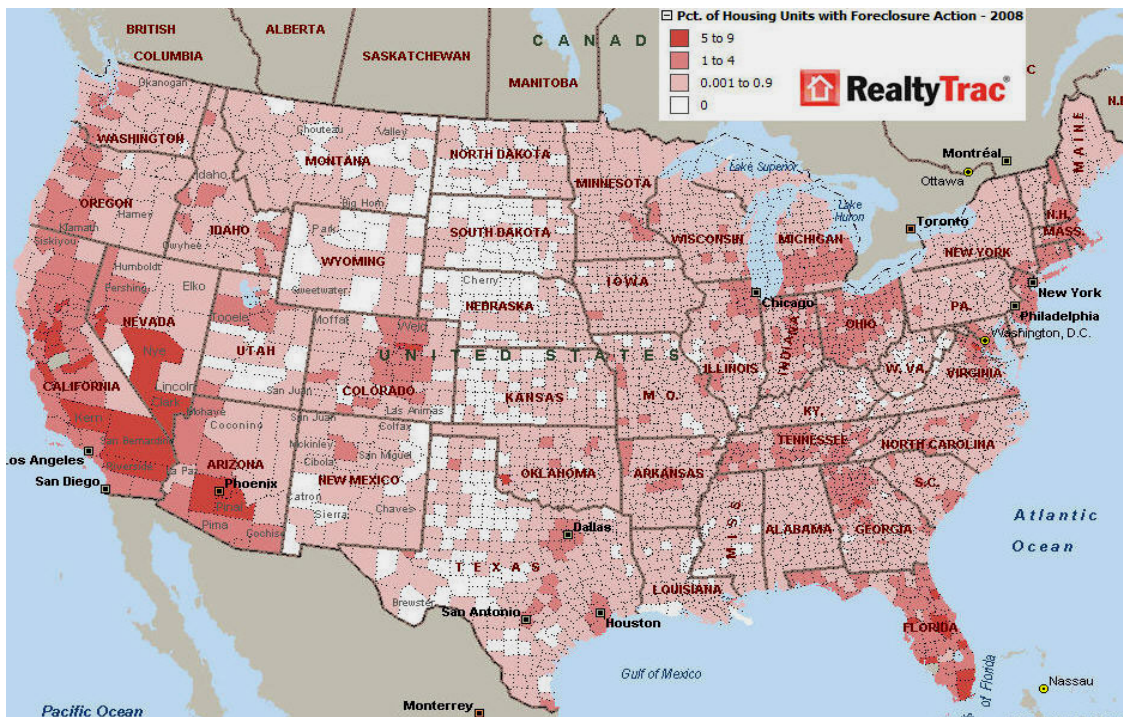 Pct. of Housing Units with Foreclosure Action - 2008
5 to 9
1 to 4
0.001 to 0.9
0
RealtyTrac®
BRITISH
COLUMBIA
ALBERTA
SASKATCHEWAN
MANITOBA
C A N A D
C
N.
Okanogan
WASHINGTON
Chouteau
Valley
MONTANA
NORTH DAKOTA
MINNESOTA
Lake Superior
Montréal
Ottawa
MAINE
Idaho
OREGON
Harney
Klamath
Siskiyou
Big Horn
IDAHO
Owyhee
Park
WYOMING
SOUTH DAKOTA
WISCONSIN
MICHIGAN
Lake
Huron
Toronto
N.H.
MASS.
NEW YORK
Humboldt
Pershing
Elko
Sweetwater
Cherry
NEBRASKA
IOWA
Chicago
PA.
New York
Philadelphia
NEVADA
Tooele
Moffat
Weld
OHIO
Washington, D.C.
Nye
UTAH
U N I T E D S T A T E S
ILLINOIS
INDIANA
W. VA.
VIRGINIA
CALIFORNIA
Lincoln
Clark
San Juan
COLORADO
Las Animas
KANSAS
M O.
KY.
Kern
Mohave
Coconino
San Juan
Colfax
San Bernardino
Mckinley
San Miguel
Cibola
OKLAHOMA
ARKANSAS
TENNESSEE
NORTH CAROLINA
Los Angeles
Riverside
La Paz
ARIZONA
NEW MEXICO
S.C.
San Diego
Phoenix
Pinal
Catron
Sierra
Chaves
Pima
Cochise
Dallas
MISS
ALABAMA
GEORGIA
Atlantic
Ocean
T E X A S
LOUISIANA
Brewster
San Antonio
Houston
FLORIDA
Gulf of Mexico
s of Florida
Nassau
Pacific Ocean
Monterrey